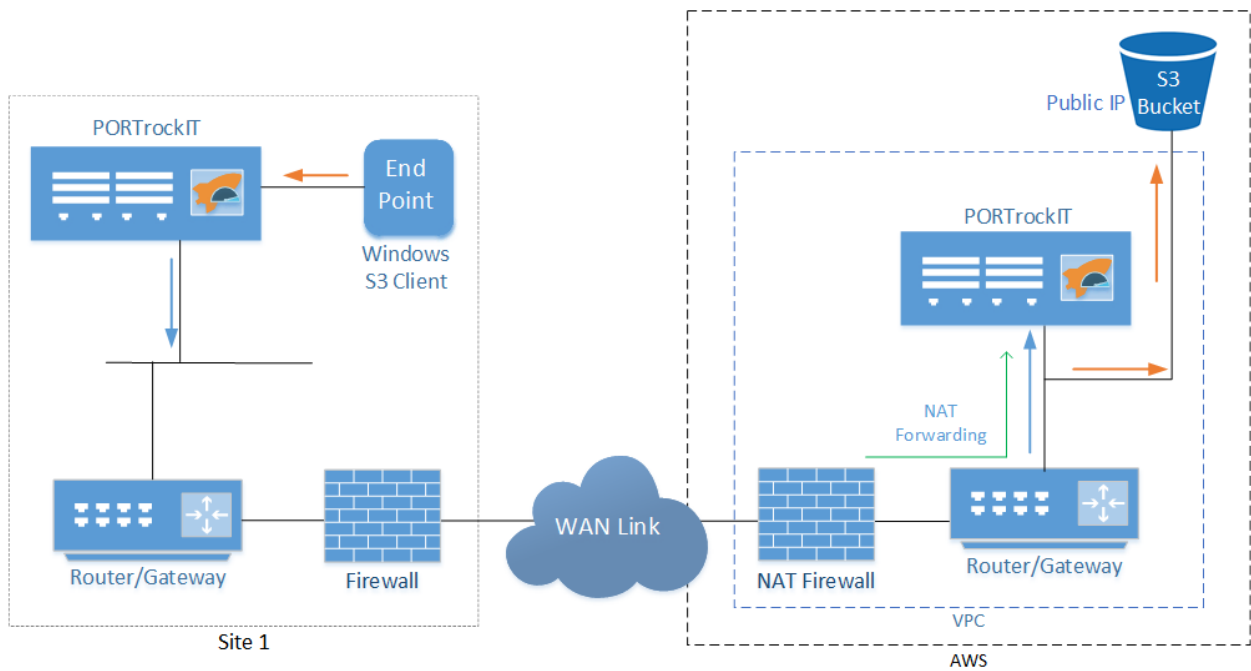 PORTrockIT
End
Point
Windows
S3 Client
Router/Gateway
Firewall
Site 1
WAN Link
S3
Bucket
Public IP
PORTrockIT
NAT
Forwarding
NAT Firewall
Router/Gateway
VPC
AWS